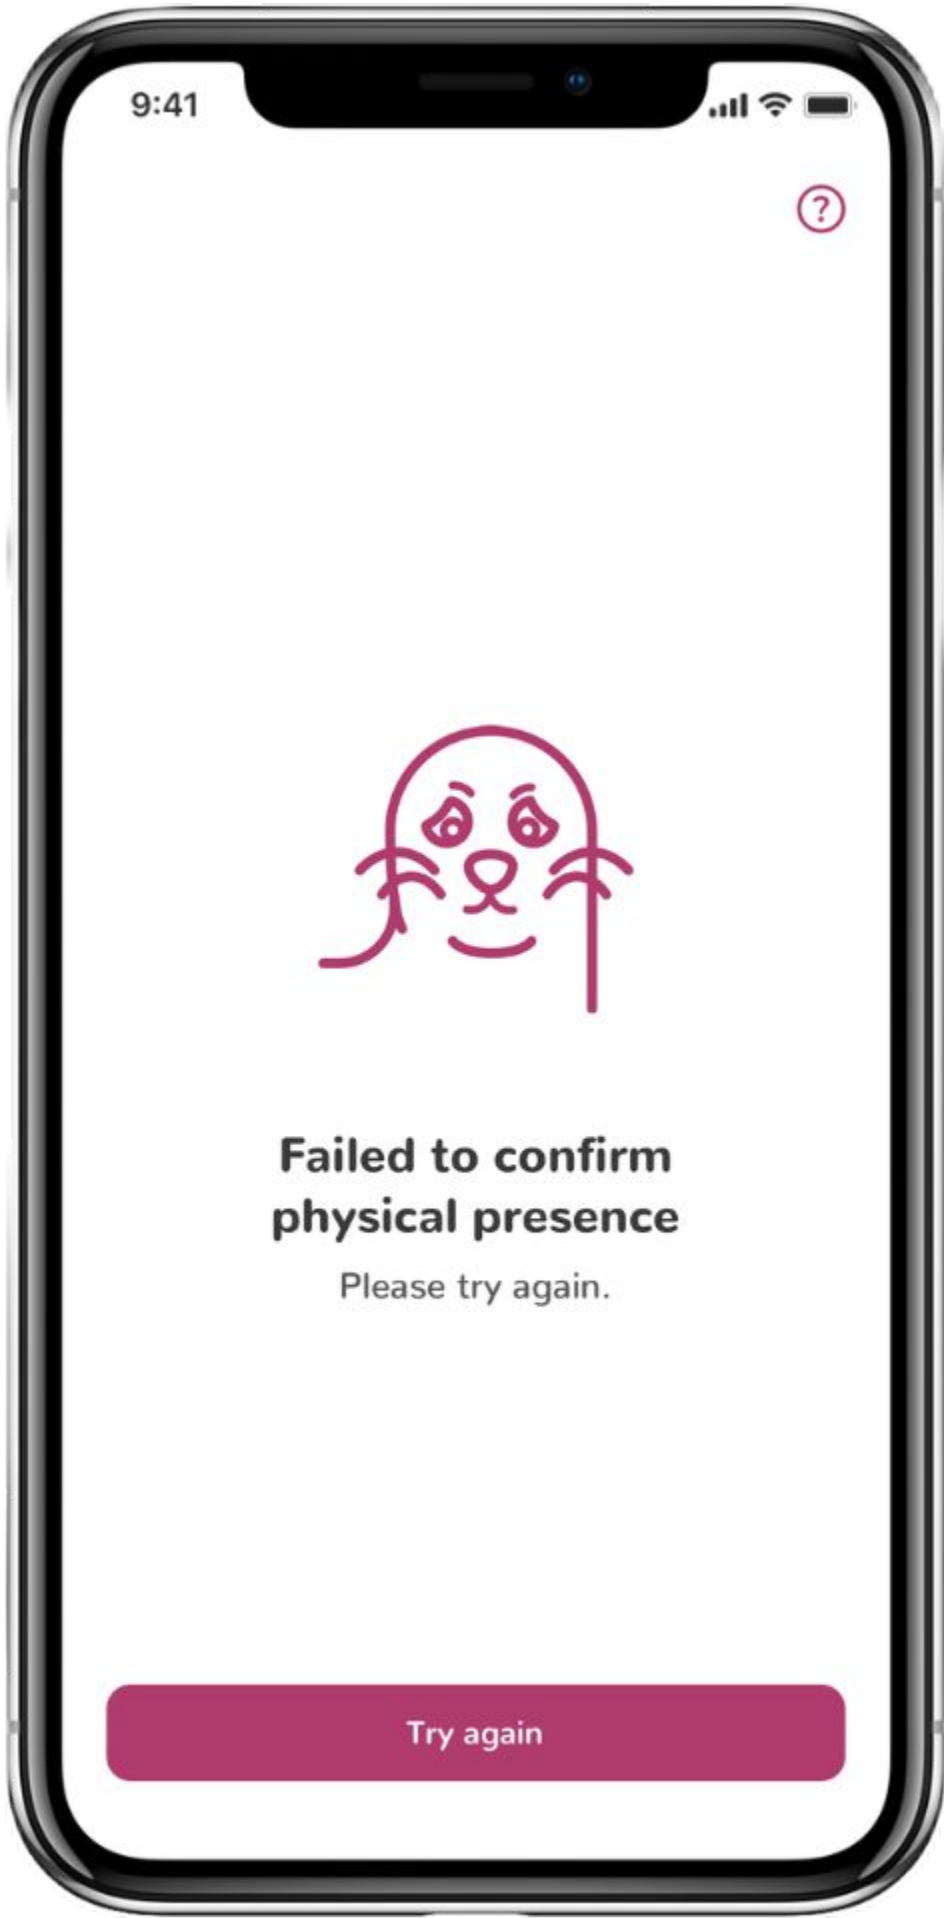 9:41
?
Failed to confirm
physical presence
Please try again.
Try again